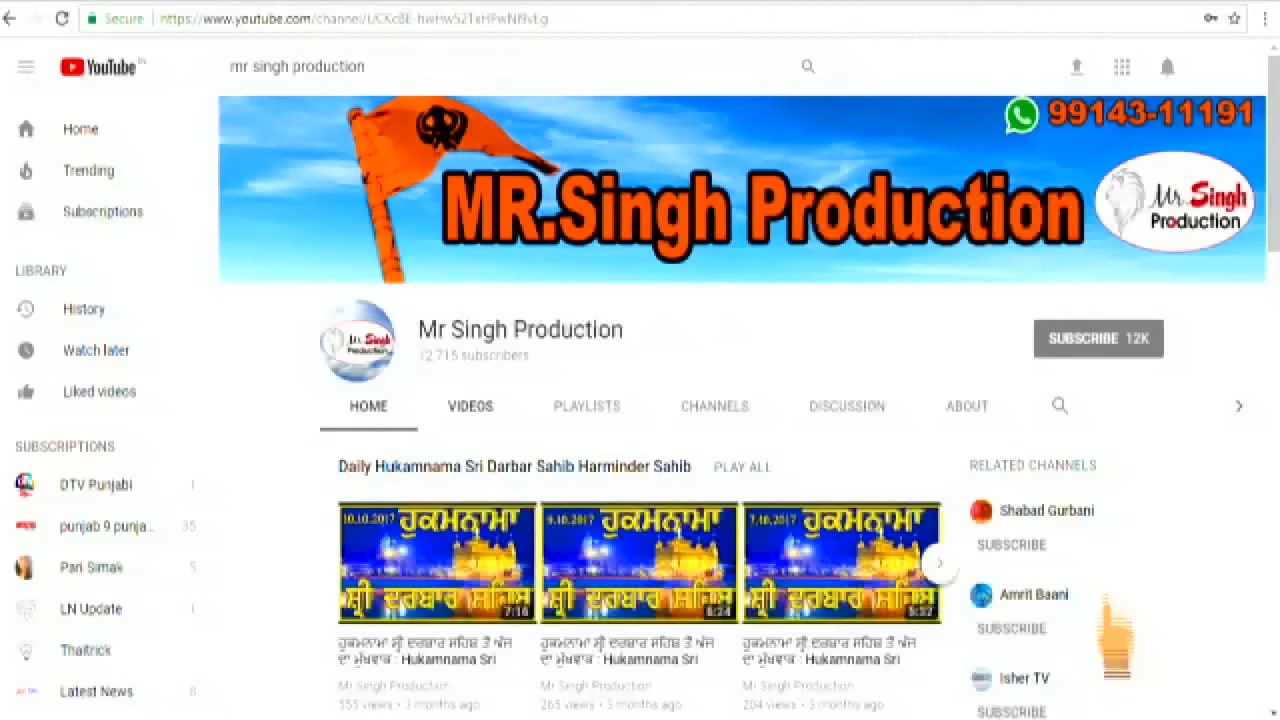 Secure https://www.youtube.com/channel/
YouTube IN
mr singh production
99143-11191
MR.Singh Production
Mr. Singh
Production
Home
Trending
Subscriptions
LIBRARY
History
Watch later
Liked videos
SUBSCRIPTIONS
DTV Punjabi 1
punjab 9 punja... 35
Pari Simak 5
LN Update 1
Thaitrick
Latest News 8
Mr. Singh
Production
Mr Singh Production
12,715 subscribers
SUBSCRIBE 12K
HOME VIDEOS PLAYLISTS CHANNELS DISCUSSION ABOUT
Daily Hukamnama Sri Darbar Sahib Harminder Sahib PLAY ALL
10.10.2017 ਹੁਕਮਨਾਮਾ
ਸ਼੍ਰੀ ਦਰਬਾਰ ਸਾਹਿਬ
7:16
9.10.2017 ਹੁਕਮਨਾਮਾ
ਸ਼੍ਰੀ ਦਰਬਾਰ ਸਾਹਿਬ
6:24
7.10.2017 ਹੁਕਮਨਾਮਾ
ਸ਼੍ਰੀ ਦਰਬਾਰ ਸਾਹਿਬ
ਹੁਕਮਨਾਮਾ ਸ੍ਰੀ ਦਰਬਾਰ ਸਾਹਿਬ ਤੋਂ ਅੱਜ
ਦਾ ਮੁੱਖਵਾਕ : Hukamnama Sri
Mr Singh Production
555 views • 3 months ago
ਹੁਕਮਨਾਮਾ ਸ੍ਰੀ ਦਰਬਾਰ ਸਾਹਿਬ ਤੋਂ ਅੱਜ
ਦਾ ਮੁੱਖਵਾਕ : Hukamnama Sri
Mr Singh Production
265 views • 3 months ago
ਹੁਕਮਨਾਮਾ ਸ੍ਰੀ ਦਰਬਾਰ ਸਾਹਿਬ ਤੋਂ ਅੱਜ
ਦਾ ਮੁੱਖਵਾਕ : Hukamnama Sri
Mr Singh Production
204 views • 3 months ago
RELATED CHANNELS
Shabad Gurbani
SUBSCRIBE
Amrit Baani
SUBSCRIBE
Isher TV
SUBSCRIBE